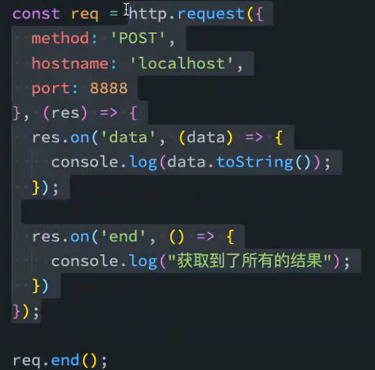 const req = http.request({
  method: 'POST',
  hostname: 'localhost',
  port: 8888
}, (res) => {
  res.on('data', (data) => {
    console.log(data.toString());
  });

  res.on('end', () => {
    console.log("获取到了所有的结果");
  })
});

req.end();